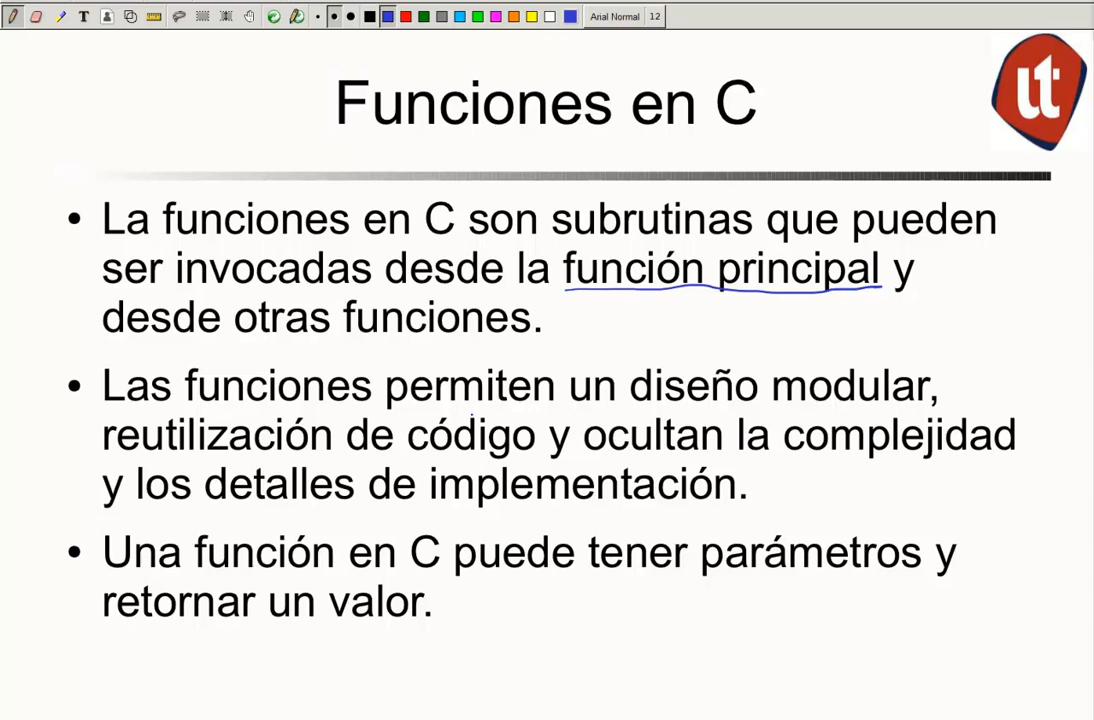 Arial Normal 12
Funciones en C
ut
• La funciones en C son subrutinas que pueden
ser invocadas desde la función principal y
desde otras funciones.
• Las funciones permiten un diseño modular,
reutilización de código y ocultan la complejidad
y los detalles de implementación.
• Una función en C puede tener parámetros y
retornar un valor.